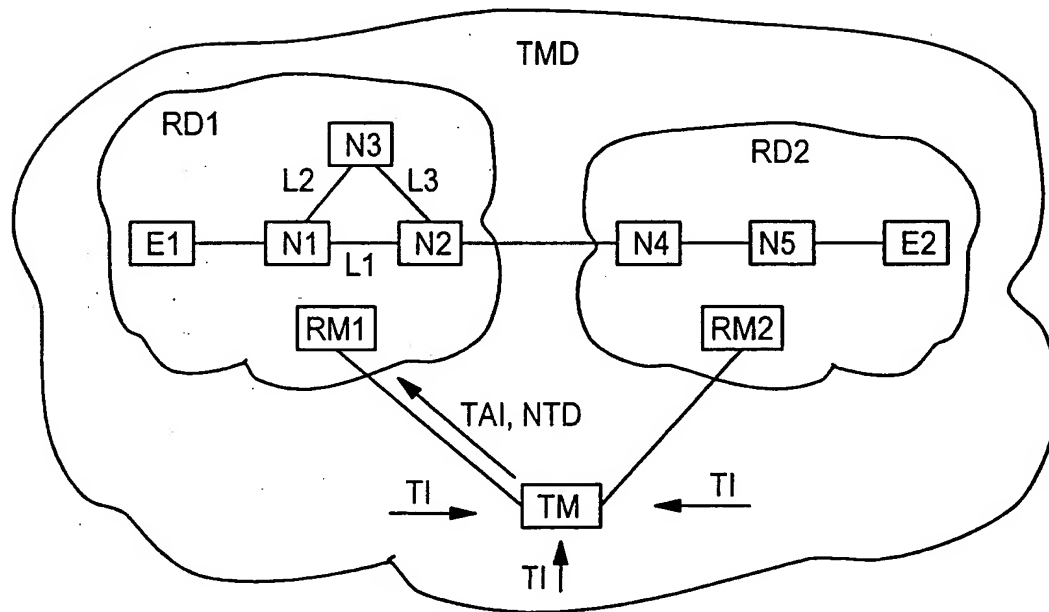 TMD
RD1
N3
RD2
L2 L3
E1 N1 N2 N4 N5 E2
L1
RM1 RM2
TAI, NTD
TI TM TI
TI